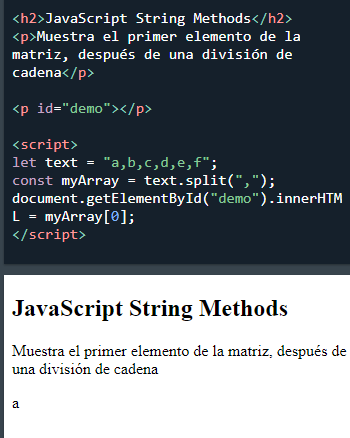 <h2>JavaScript String Methods</h2>
<p>Muestra el primer elemento de la
matriz, después de una división de
cadena</p>
<p id="demo"></p>
<script>
let text = "a,b,c,d,e,f";
const myArray = text.split(",");
document.getElementById("demo").innerHTM
L = myArray[0];
</script>
JavaScript String Methods
Muestra el primer elemento de la matriz, después de
una división de cadena
a